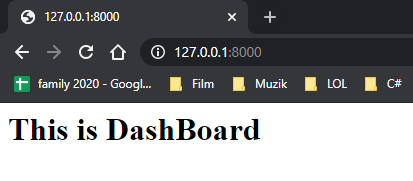 127.0.0.1:8000
127.0.0.1:8000
family 2020 - Googl... Film Muzik LOL C#
This is DashBoard